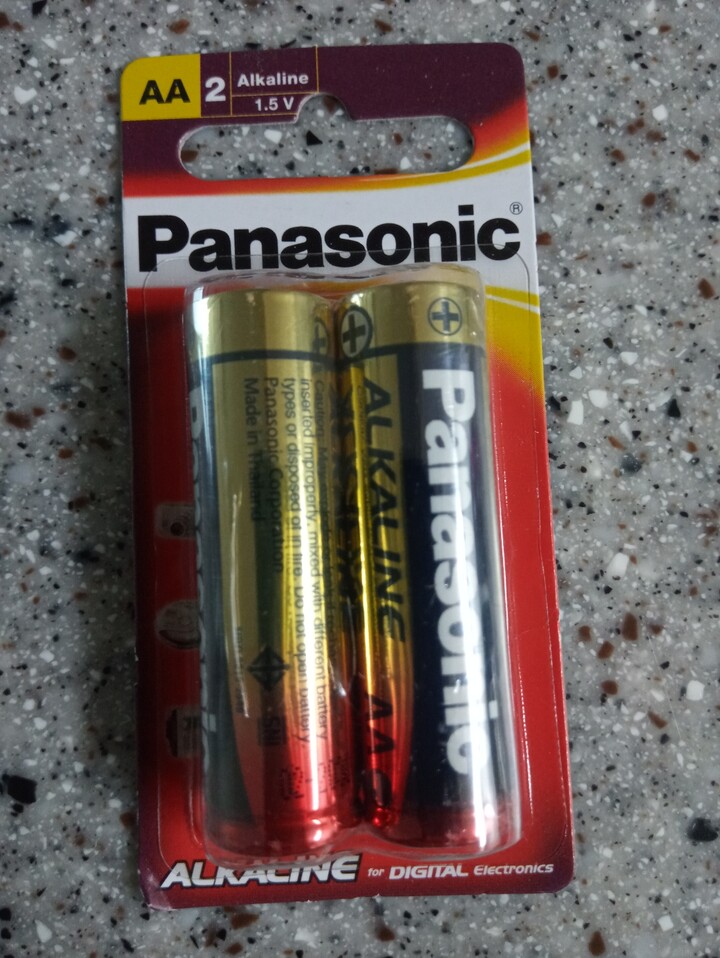 AA 2 Alkaline
1.5 V
Panasonic®
inserted improperly, mixed with different battery
types or disposed of in fire. Do not open battery.
Panasonic Corporation
Made in Thailand
ALKALINE AA
Panasonic
ALKALINE for DIGITAL Electronics